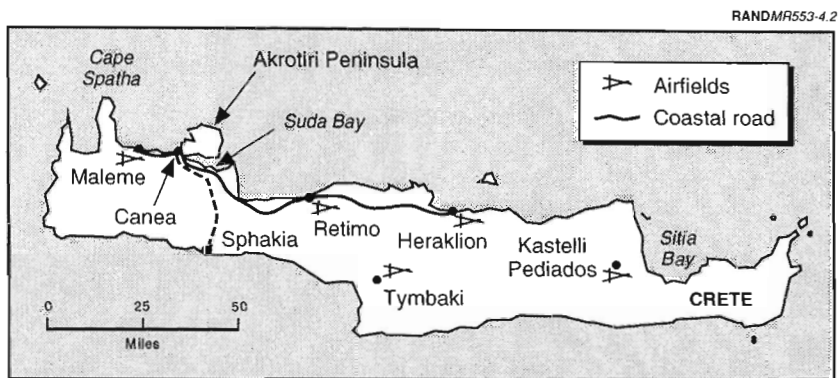 RANDMR553-4.2
Cape
Spatha
Akrotiri Peninsula
Suda Bay
Airfields
Coastal road
Maleme
Canea
Sphakia
Retimo
Heraklion
Kastelli
Pediados
Sitia
Bay
Tymbaki
CRETE
0 25 50
Miles